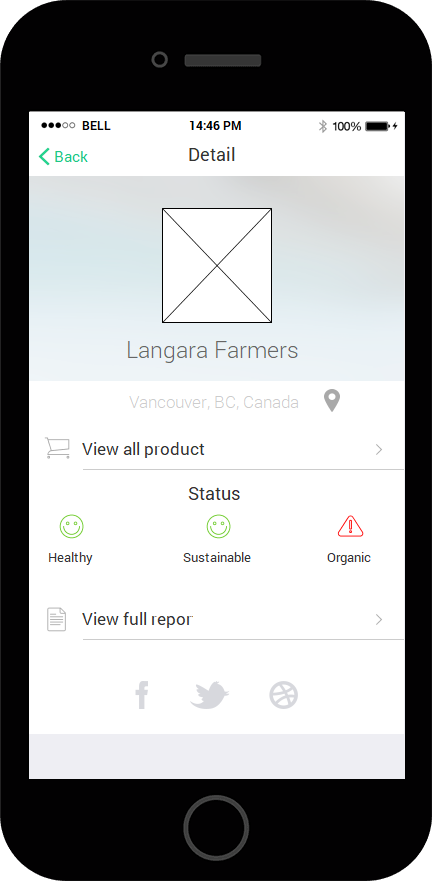 BELL 14:46 PM 100%
Back Detail
Langara Farmers
Vancouver, BC, Canada
View all product
Status
Healthy Sustainable Organic
View full repor